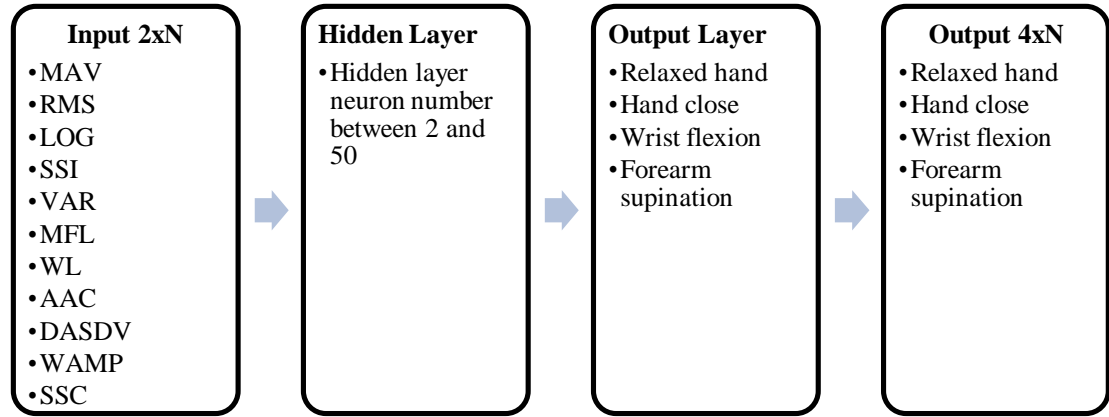 Input 2xN
•MAV
•RMS
•LOG
•SSI
•VAR
•MFL
•WL
•AAC
•DASDV
•WAMP
•SSC
Hidden Layer
•Hidden layer
neuron number
between 2 and
50
Output Layer
•Relaxed hand
•Hand close
•Wrist flexion
•Forearm
supination
Output 4xN
•Relaxed hand
•Hand close
•Wrist flexion
•Forearm
supination